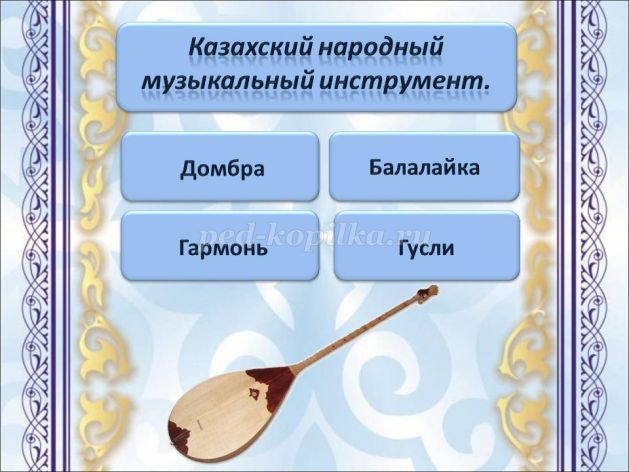 Казахский народный
музыкальный инструмент.
Домбра
Балалайка
Гармонь
Гусли
ped-kopilka.ru